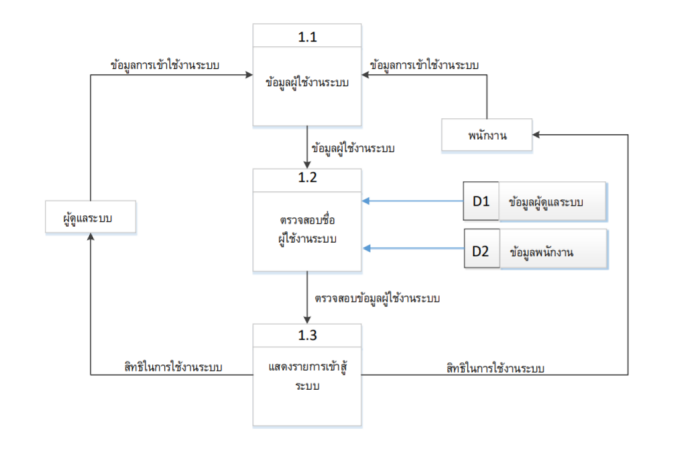 1.1
ข้อมูลการเข้าใช้งานระบบ
ข้อมูลการเข้าใช้งานระบบ
ข้อมูลผู้ใช้งานระบบ
พนักงาน
ข้อมูลผู้ใช้งานระบบ
1.2
D1 ข้อมูลผู้ดูแลระบบ
ผู้ดูแลระบบ
ตรวจสอบชื่อ
ผู้ใช้งานระบบ
D2 ข้อมูลพนักงาน
ตรวจสอบข้อมูลผู้ใช้งานระบบ
1.3
สิทธิในการใช้งานระบบ
แสดงรายการเข้าสู้
ระบบ
สิทธิในการใช้งานระบบ